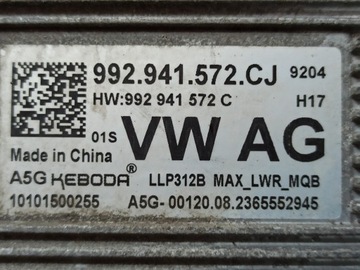 992.941.572.CJ 9204
HW:992 941 572 C H17
01S VW AG
Made in China
A5G KEBODA® LLP312B MAX_LWR_MQB
10101500255 A5G- 00120.08.2365552945